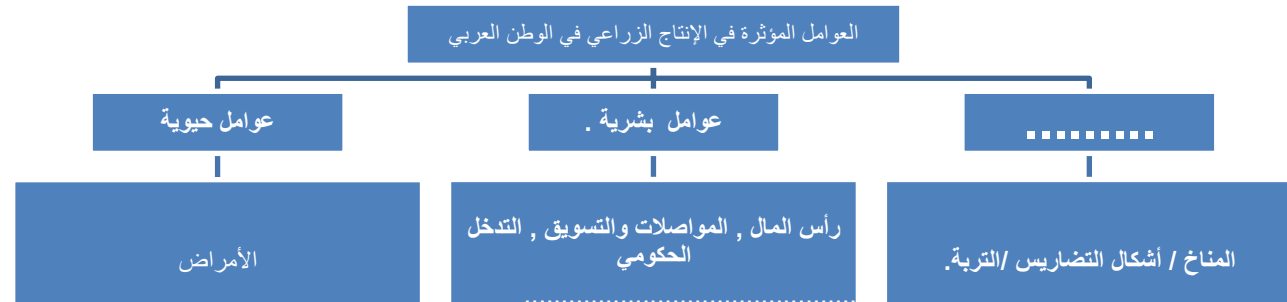 العوامل المؤثرة في الإنتاج الزراعي في الوطن العربي
.........
عوامل بشرية .
عوامل حيوية
المناخ / أشكال التضاريس /التربة.
رأس المال , المواصلات والتسويق , التدخل
الحكومي
.............................................
الأمراض